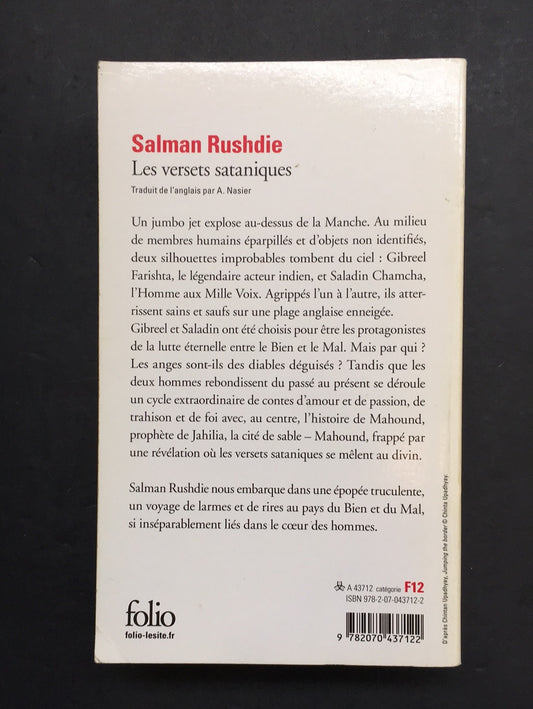 Salman Rushdie
Les versets sataniques
Traduit de l'anglais par A. Nasier
Un jumbo jet explose au-dessus de la Manche. Au milieu
de membres humains éparpillés et d'objets non identifiés,
deux silhouettes improbables tombent du ciel : Gibreel
Farishta, le légendaire acteur indien, et Saladin Chamcha,
l'Homme aux Mille Voix. Agrippés l'un à l'autre, ils atter-
rissent sains et saufs sur une plage anglaise enneigée.
Gibreel et Saladin ont été choisis pour être les protagonistes
de la lutte éternelle entre le Bien et le Mal. Mais par qui ?
Les anges sont-ils des diables déguisés ? Tandis que les
deux hommes rebondissent du passé au présent se déroule
un cycle extraordinaire de contes d'amour et de passion, de
trahison et de foi avec, au centre, l'histoire de Mahound,
prophète de Jahilia, la cité de sable – Mahound, frappé par
une révélation où les versets sataniques se mêlent au divin.
Salman Rushdie nous embarque dans une épopée truculente,
un voyage de larmes et de rires au pays du Bien et du Mal,
si inséparablement liés dans le cœur des hommes.
A 43712 catégorie F12
ISBN 978-2-07-043712-2
9 782070 437122
folio
folio-lesite.fr
D'après Chintan Upadhyay, Jumping the border © Chinta Upadhyay.